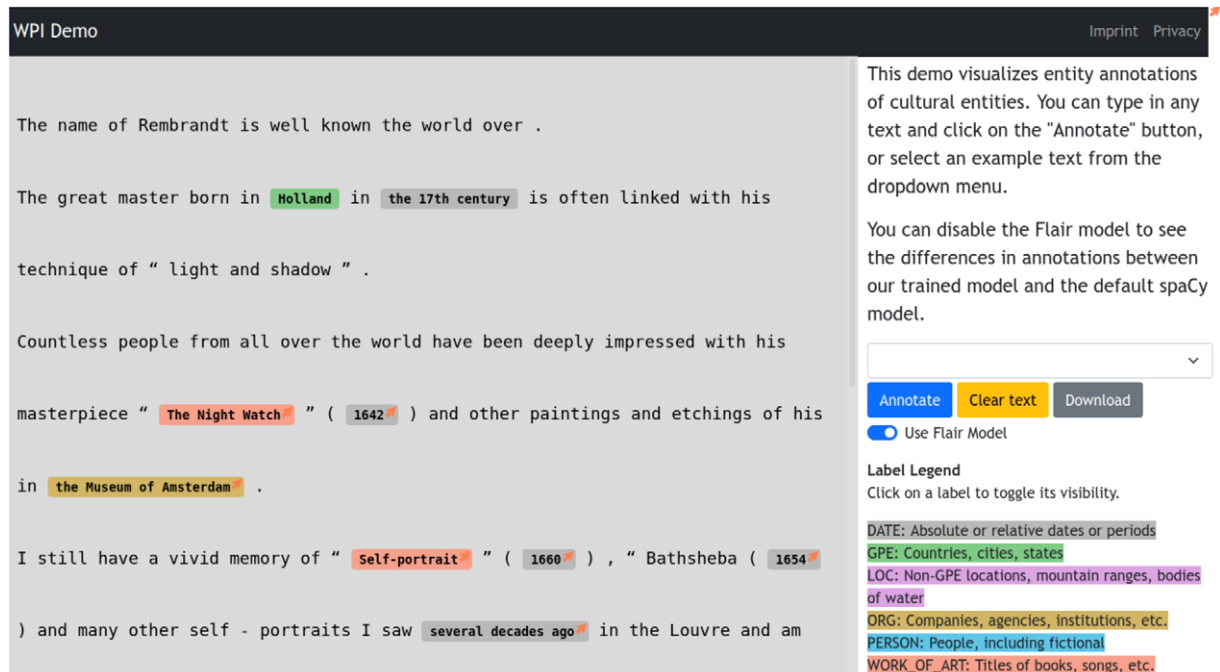 WPI Demo
Imprint Privacy
The name of Rembrandt is well known the world over .
The great master born in Holland in the 17th century is often linked with his
technique of “ light and shadow ” .
Countless people from all over the world have been deeply impressed with his
masterpiece “ The Night Watch ” ( 1642 ) and other paintings and etchings of his
in the Museum of Amsterdam .
I still have a vivid memory of “ Self-portrait ” ( 1660 ) , “ Bathsheba ( 1654
) and many other self - portraits I saw several decades ago in the Louvre and am
This demo visualizes entity annotations
of cultural entities. You can type in any
text and click on the "Annotate" button,
or select an example text from the
dropdown menu.
You can disable the Flair model to see
the differences in annotations between
our trained model and the default spaCy
model.
Annotate Clear text Download
Use Flair Model
Label Legend
Click on a label to toggle its visibility.
DATE: Absolute or relative dates or periods
GPE: Countries, cities, states
LOC: Non-GPE locations, mountain ranges, bodies
of water
ORG: Companies, agencies, institutions, etc.
PERSON: People, including fictional
WORK_OF_ART: Titles of books, songs, etc.